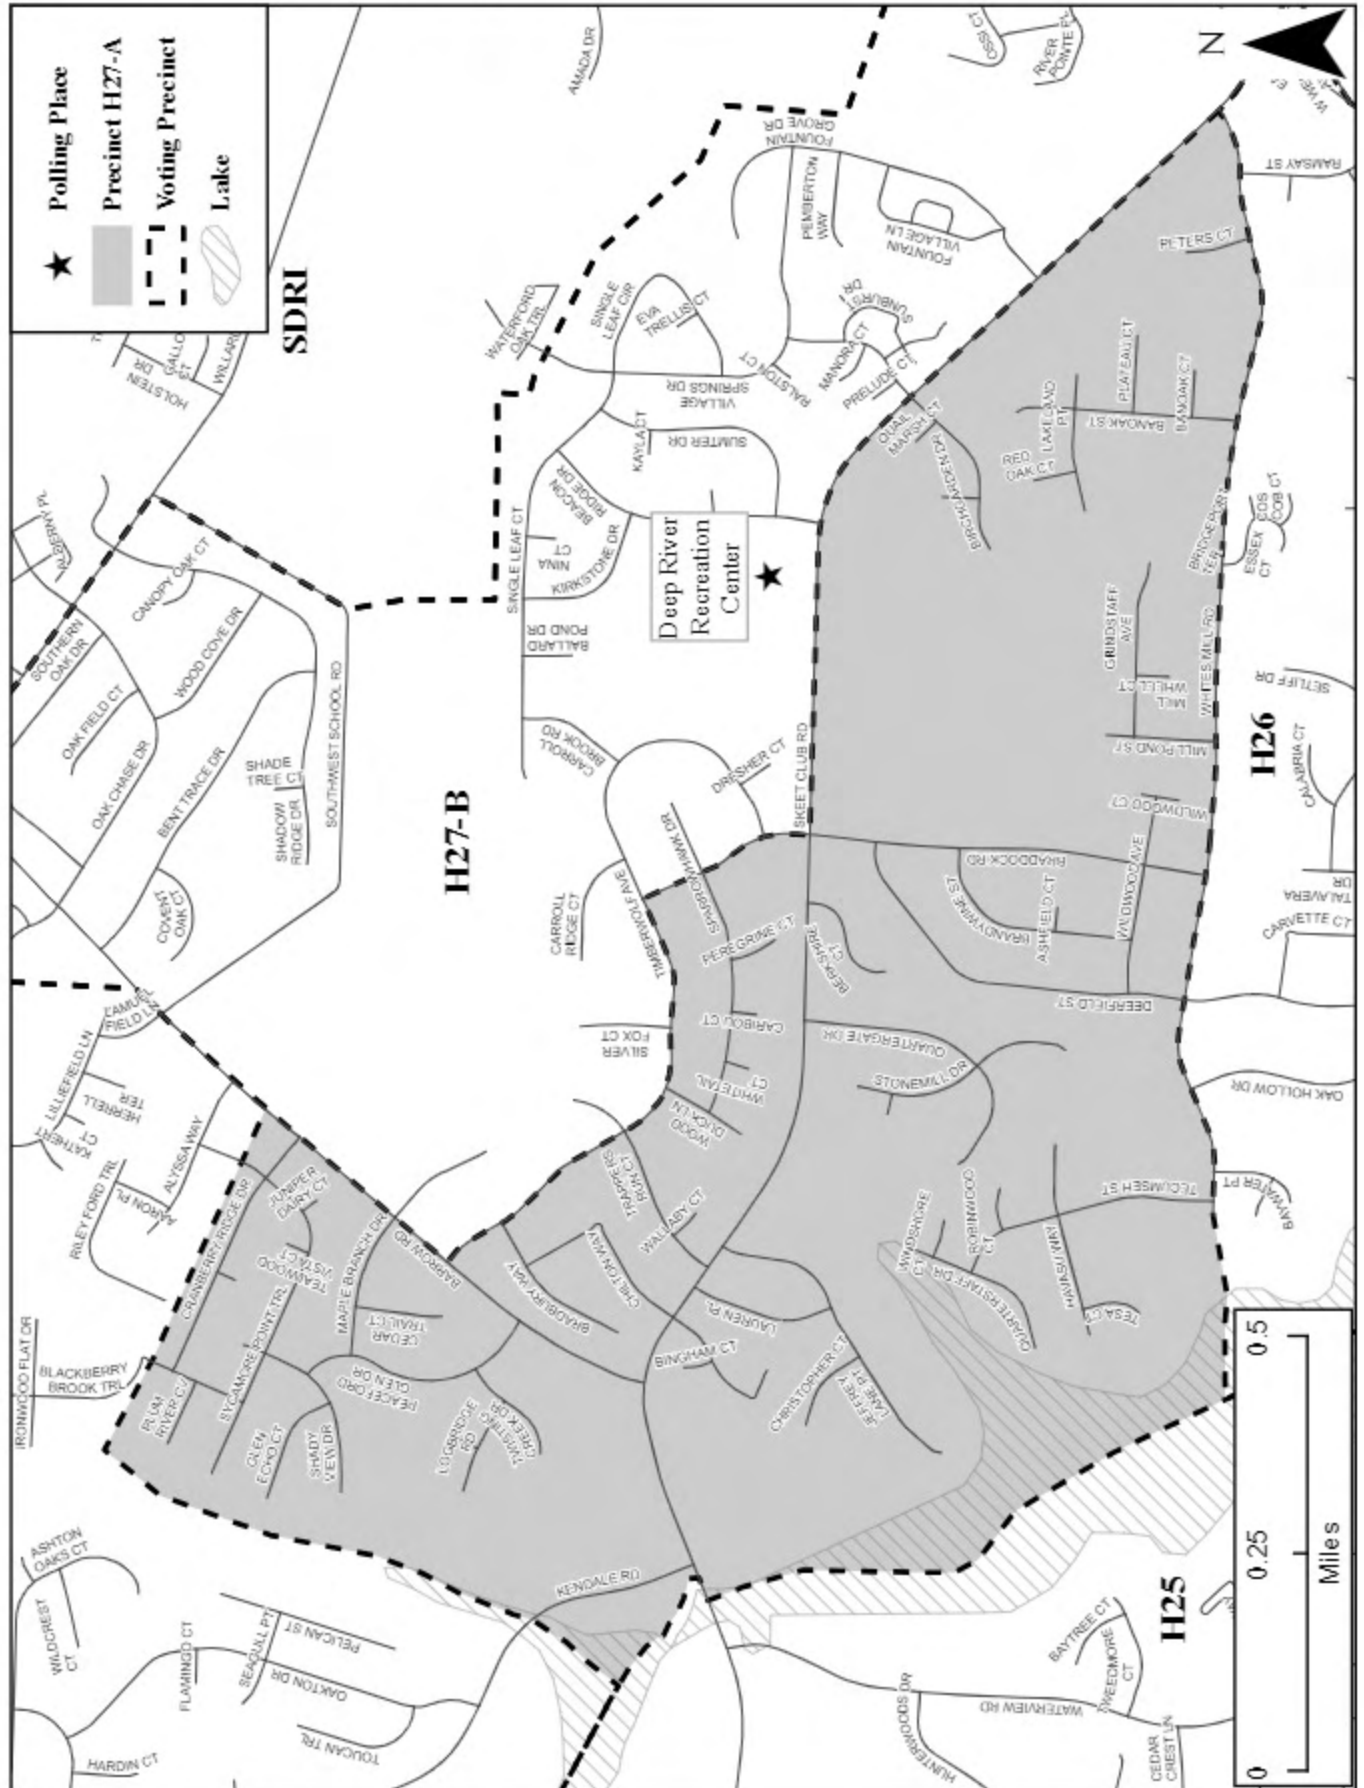 Polling Place
Precinct H27-A
Voting Precinct
Lake
N
SDRI
H27-B
H26
H25
Deep River
Recreation
Center
0
0.25
0.5
Miles
AMADA DR
RIVER
POINTE PL
HOLSTEIN
DR
WATERFORD
OAK TRL
SINGLE
LEAF CIR
EVA
TRELLIS CT
FOUNTAIN
GROVE DR
PEMBERTON
WAY
FOUNTAIN
VILLAGE LN
SUNBURST
DR
MANORA CT
PRELUDE CT
RALSTON CT
VILLAGE
SPRINGS DR
KAYLA CT
SUMTER DR
BEACON
RIDGE DR
NINA
CT
KIRKSTONE DR
SINGLE LEAF CT
BALLARD
POND DR
CARROLL
BROOK RD
DRESHER CT
SKEET CLUB RD
SPARROWHAWK DR
TIMBERWOLF AVE
CARROLL
RIDGE CT
PEREGRINE CT
CARIBOU CT
WHITETAIL
CT
WOOD
DUCK LN
SILVER
FOX CT
TRAPPERS
RUN CT
WALLABY CT
CHILTON WAY
BRADBURY WAY
LAUREN PL
BINGHAM CT
CHRISTOPHER CT
JEFFREY
LANE PT
SOUTHERN
OAK DR
CANOPY OAK CT
WOOD COVE DR
OAK FIELD CT
OAK CHASE DR
BENT TRACE DR
SHADE
TREE CT
SHADOW
RIDGE DR
SOUTHWEST SCHOOL RD
COVENT
OAK CT
LAMUEL
FIELD LN
LILLIEFIELD LN
HERRELL
TER
KATHERT
CT
ALYSSA WAY
AARON PL
RILEY FORD TRL
CRANBERRY RIDGE DR
JUNIPER
DAIRY CT
TEAKWOOD
VISTA CT
SYCAMORE POINT TRL
MAPLE BRANCH DR
BARROW RD
CEDAR
TRAIL CT
PEACEFORD
GLEN DR
IRONWOOD FLAT DR
BLACKBERRY
BROOK TRL
PLUM
RIVER CT
GLEN
ECHO CT
SHADY
VIEW DR
LOGBRIDGE
RD
TWISTING
CREEK DR
KENDALE RD
ASHTON
OAKS CT
WILDCREST
CT
FLAMINGO CT
SEAGULL PT
PELICAN ST
OAKTON DR
TOUCAN TRL
HARDIN CT
HUNTERWOODS DR
WATERVIEW RD
BAYTREE CT
TWEEDMORE
CT
CEDAR
CREST LN
RAMSAY ST
PETERS CT
PLATEAU CT
BANOAK CT
BANOAK ST
LAKELAND
PT
RED
OAK CT
QUAIL
MARSH CT
BIRCHGARDEN DR
BRIDGEPORT
TER
ESSEX
CT
COS
COB CT
GRINDSTAFF
AVE
MILL
WHEEL CT
MILL POND ST
WHITES MILL RD
SETLIFF DR
CALABRIA CT
TALAVERA
DR
CARVETTE CT
WILDWOOD CT
WILDWOOD AVE
BRADDOCK RD
BRANDYWINE ST
ASHFIELD CT
BERKSHIRE
CT
DEERFIELD ST
QUARTERGATE DR
STONEMILL DR
OAK HOLLOW DR
BAYWATER PT
TECUMSEH ST
ROBINWOOD
CT
WINDSHORE
CT
QUARTERSTAFF DR
HAVASU WAY
TESA CT